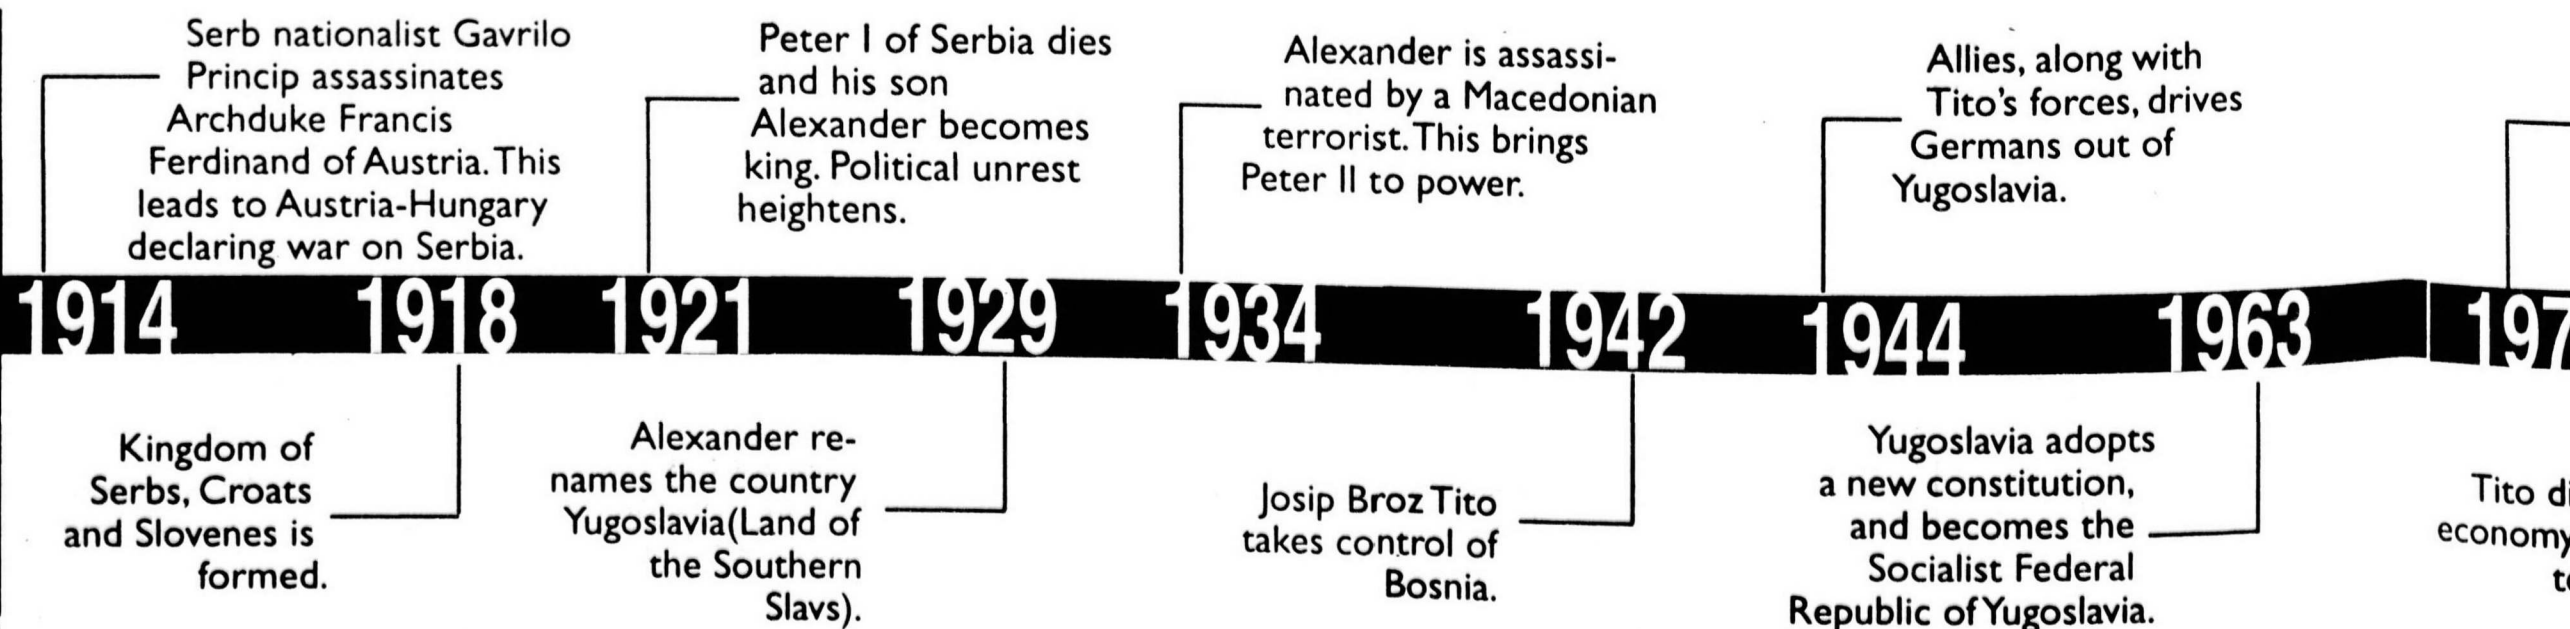 Serb nationalist Gavrilo
Princip assassinates
Archduke Francis
Ferdinand of Austria. This
leads to Austria-Hungary
declaring war on Serbia.
Peter I of Serbia dies
and his son
Alexander becomes
king. Political unrest
heightens.
Alexander is assassi-
nated by a Macedonian
terrorist. This brings
Peter II to power.
Allies, along with
Tito's forces, drives
Germans out of
Yugoslavia.
1914 1918 1921 1929 1934 1942 1944 1963
Kingdom of
Serbs, Croats
and Slovenes is
formed.
Alexander re-
names the country
Yugoslavia(Land of
the Southern
Slavs).
Josip Broz Tito
takes control of
Bosnia.
Yugoslavia adopts
a new constitution,
and becomes the
Socialist Federal
Republic of Yugoslavia.
Tito
economy